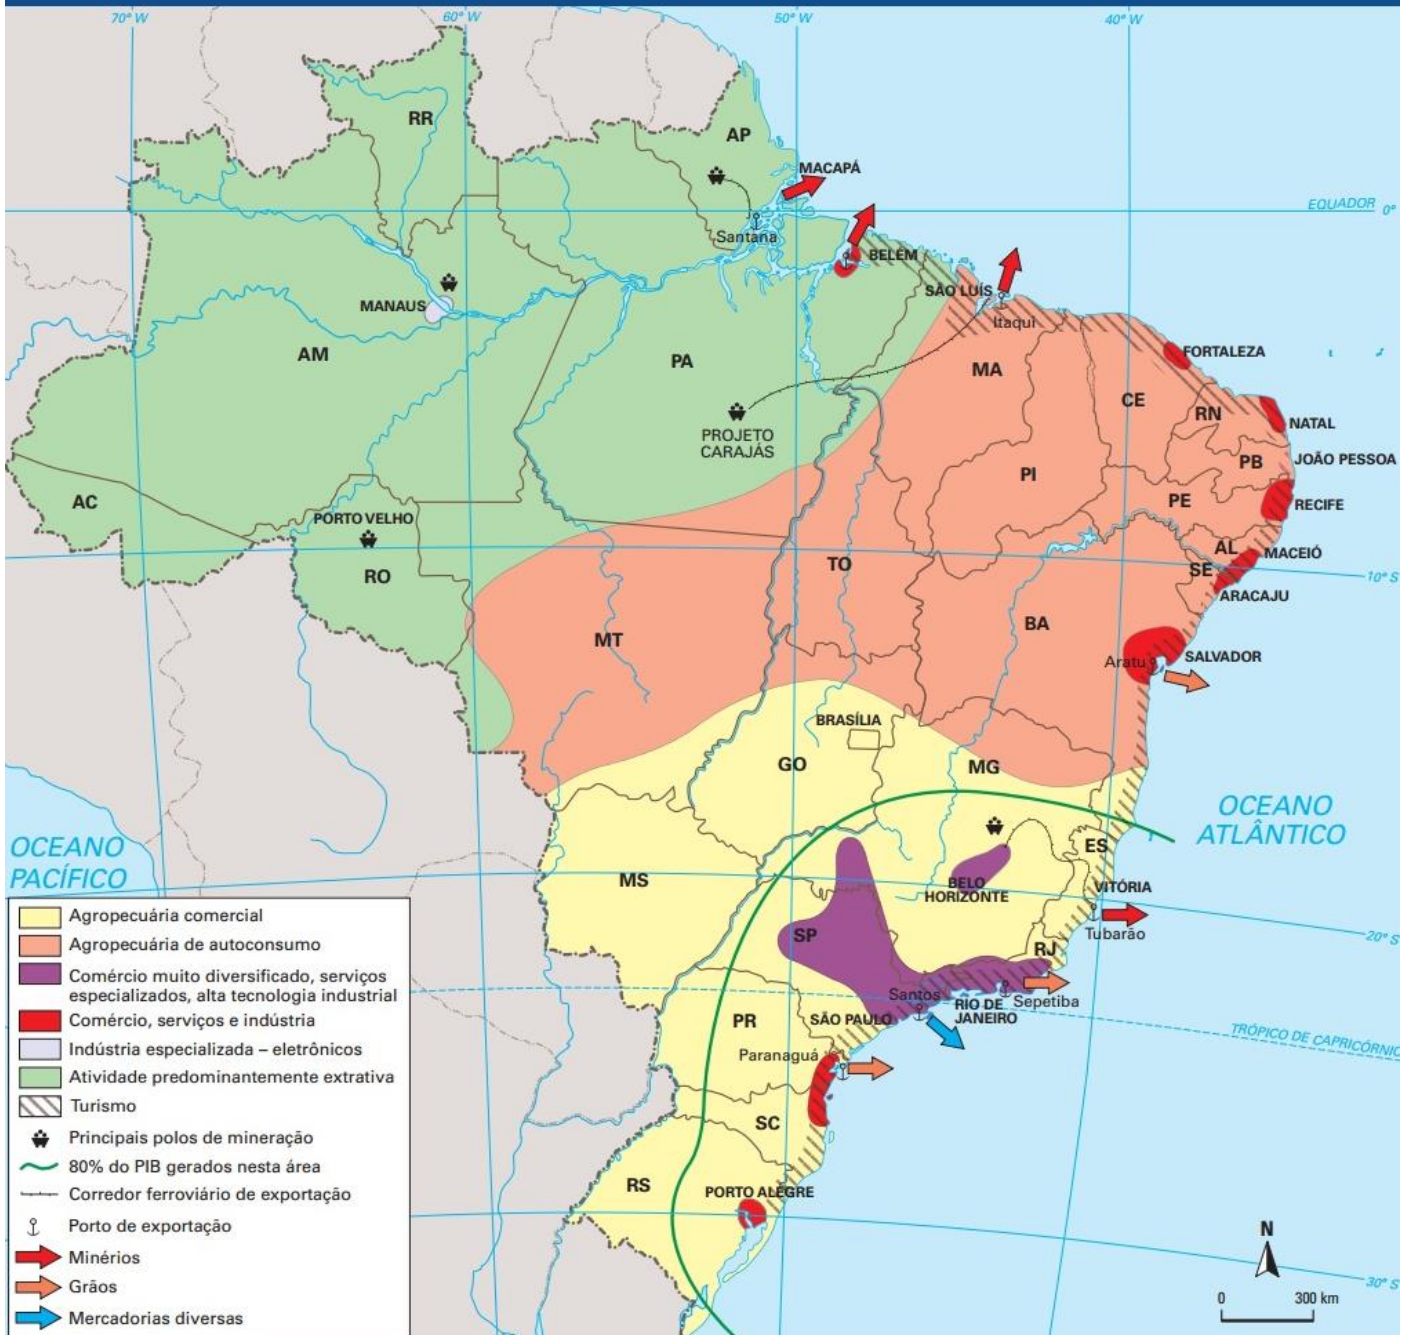 70° W
60° W
50° W
40° W
RR
AP
MACAPÁ
EQUADOR 0°
Santana
BELÉM
SÃO LUÍS
Itaqui
MANAUS
AM
PA
MA
FORTALEZA
CE
RN
NATAL
PROJETO
CARAJÁS
PB
JOÃO PESSOA
PI
PE
RECIFE
AC
PORTO VELHO
RO
TO
AL
MACEIÓ
SE
ARACAJU
10° S
MT
BA
Aratu
SALVADOR
BRASÍLIA
GO
MG
OCEANO
ATLÂNTICO
OCEANO
PACÍFICO
MS
ES
BELO
HORIZONTE
VITÓRIA
Tubarão
20° S
SP
RJ
Santos
Sepetiba
RIO DE
JANEIRO
SÃO PAULO
TRÓPICO DE CAPRICÓRNIO
PR
Paranaguá
SC
RS
PORTO ALEGRE
30° S
N
0 300 km
Agropecuária comercial
Agropecuária de autoconsumo
Comércio muito diversificado, serviços
especializados, alta tecnologia industrial
Comércio, serviços e indústria
Indústria especializada – eletrônicos
Atividade predominantemente extrativa
Turismo
Principais polos de mineração
80% do PIB gerados nesta área
Corredor ferroviário de exportação
Porto de exportação
Minérios
Grãos
Mercadorias diversas